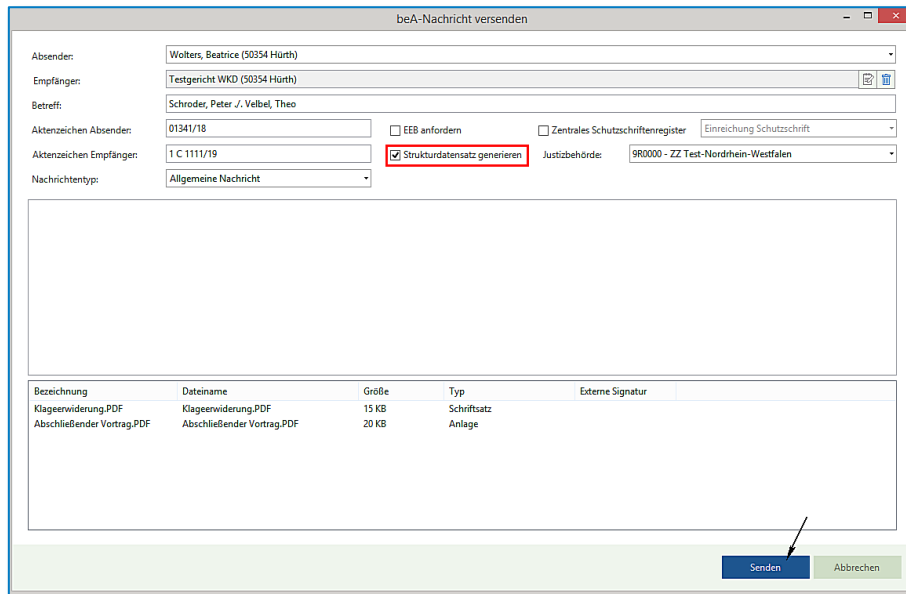 beA-Nachricht versenden
Absender: Wolters, Beatrice (50354 Hürth)
Empfänger: Testgericht WKD (50354 Hürth)
Betreff: Schroder, Peter ./. Velbel, Theo
Aktenzeichen Absender: 01341/18 EEB anfordern Zentrales Schutzschriftenregister Einreichung Schutzschrift
Aktenzeichen Empfänger: 1 C 1111/19 Strukturdatensatz generieren Justizbehörde: 9R0000 - ZZ Test-Nordrhein-Westfalen
Nachrichtentyp: Allgemeine Nachricht
Bezeichnung Dateiname Größe Typ Externe Signatur
Klageerwiderung.PDF Klageerwiderung.PDF 15 KB Schriftsatz
Abschließender Vortrag.PDF Abschließender Vortrag.PDF 20 KB Anlage
Senden Abbrechen